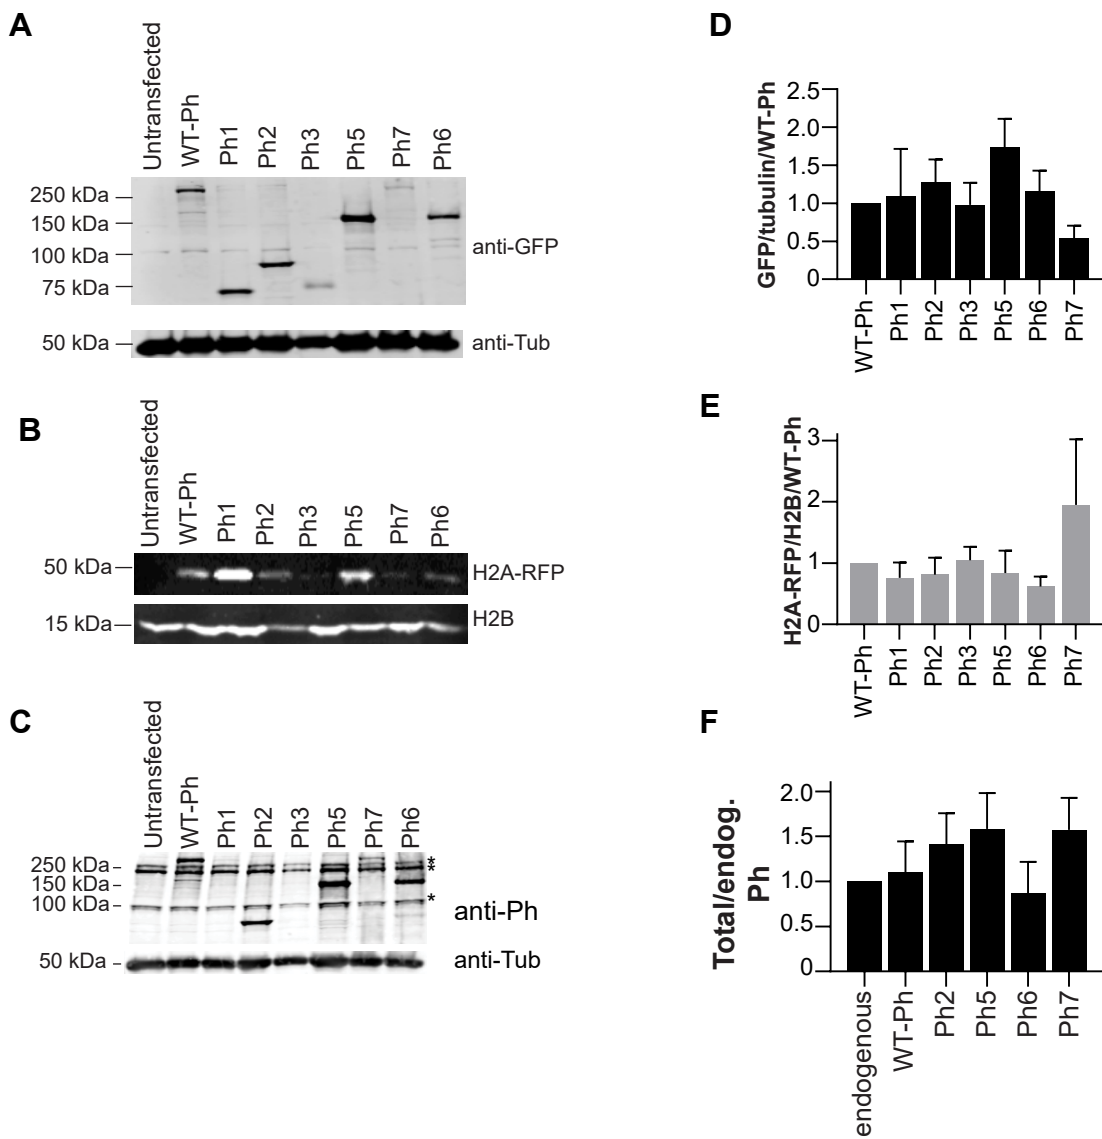 A
Untransfected
WT-Ph
Ph1
Ph2
Ph3
Ph5
Ph7
Ph6
250 kDa
150 kDa
100 kDa
75 kDa
anti-GFP
50 kDa
anti-Tub
B
Untransfected
WT-Ph
Ph1
Ph2
Ph3
Ph5
Ph7
Ph6
50 kDa
H2A-RFP
15 kDa
H2B
C
Untransfected
WT-Ph
Ph1
Ph2
Ph3
Ph5
Ph7
Ph6
250 kDa
150 kDa
100 kDa
*
*
*
anti-Ph
50 kDa
anti-Tub
D
GFP/tubulin/WT-Ph
2.5
2.0
1.5
1.0
0.5
0
WT-Ph
Ph1
Ph2
Ph3
Ph5
Ph6
Ph7
E
H2A-RFP/H2B/WT-Ph
3
2
1
0
WT-Ph
Ph1
Ph2
Ph3
Ph5
Ph6
Ph7
F
Total/endog.
Ph
2.0
1.5
1.0
0.5
0
endogenous
WT-Ph
Ph2
Ph5
Ph6
Ph7